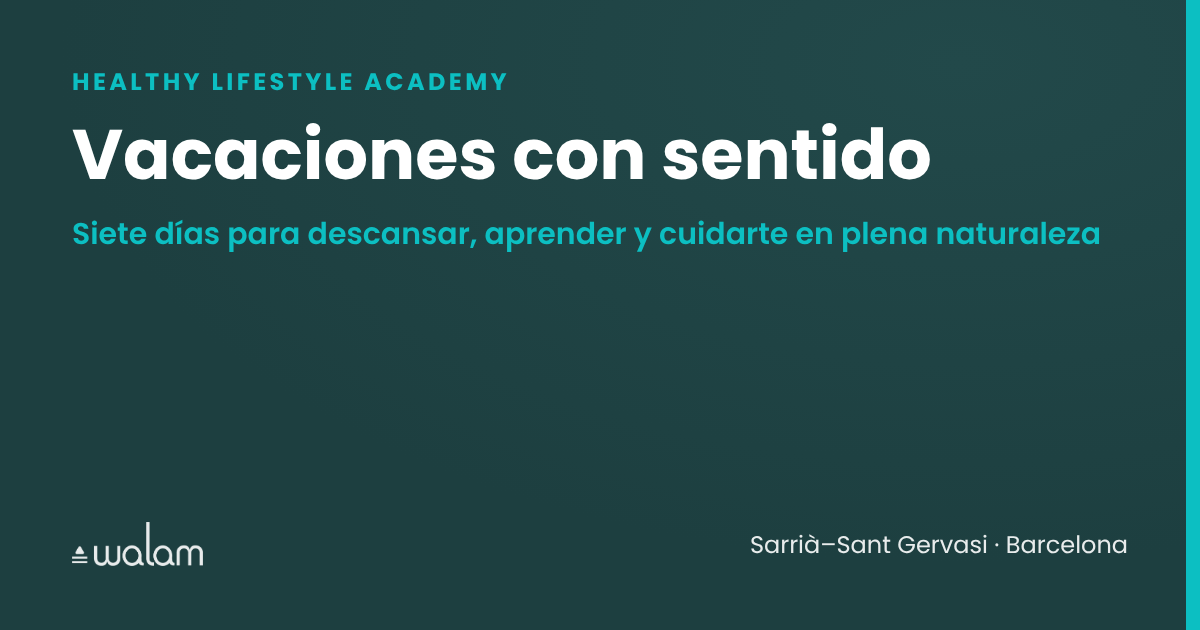 HEALTHY LIFESTYLE ACADEMY
Vacaciones con sentido
Siete días para descansar, aprender y cuidarte en plena naturaleza
walam
Sarrià–Sant Gervasi · Barcelona